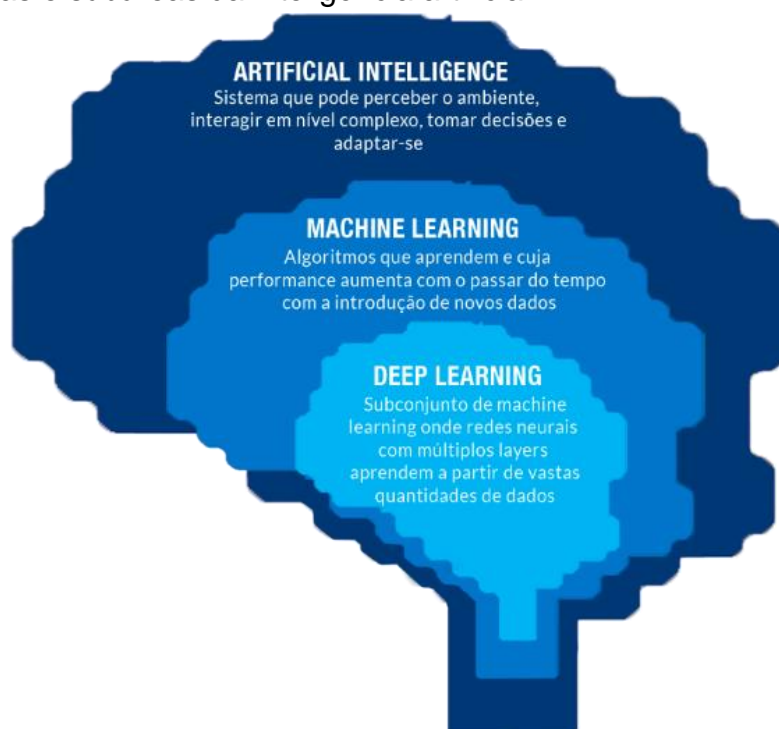 ARTIFICIAL INTELLIGENCE
Sistema que pode perceber o ambiente,
interagir em nível complexo, tomar decisões e
adaptar-se
MACHINE LEARNING
Algoritmos que aprendem e cuja
performance aumenta com o passar do tempo
com a introdução de novos dados
DEEP LEARNING
Subconjunto de machine
learning onde redes neurais
com múltiplos layers
aprendem a partir de vastas
quantidades de dados